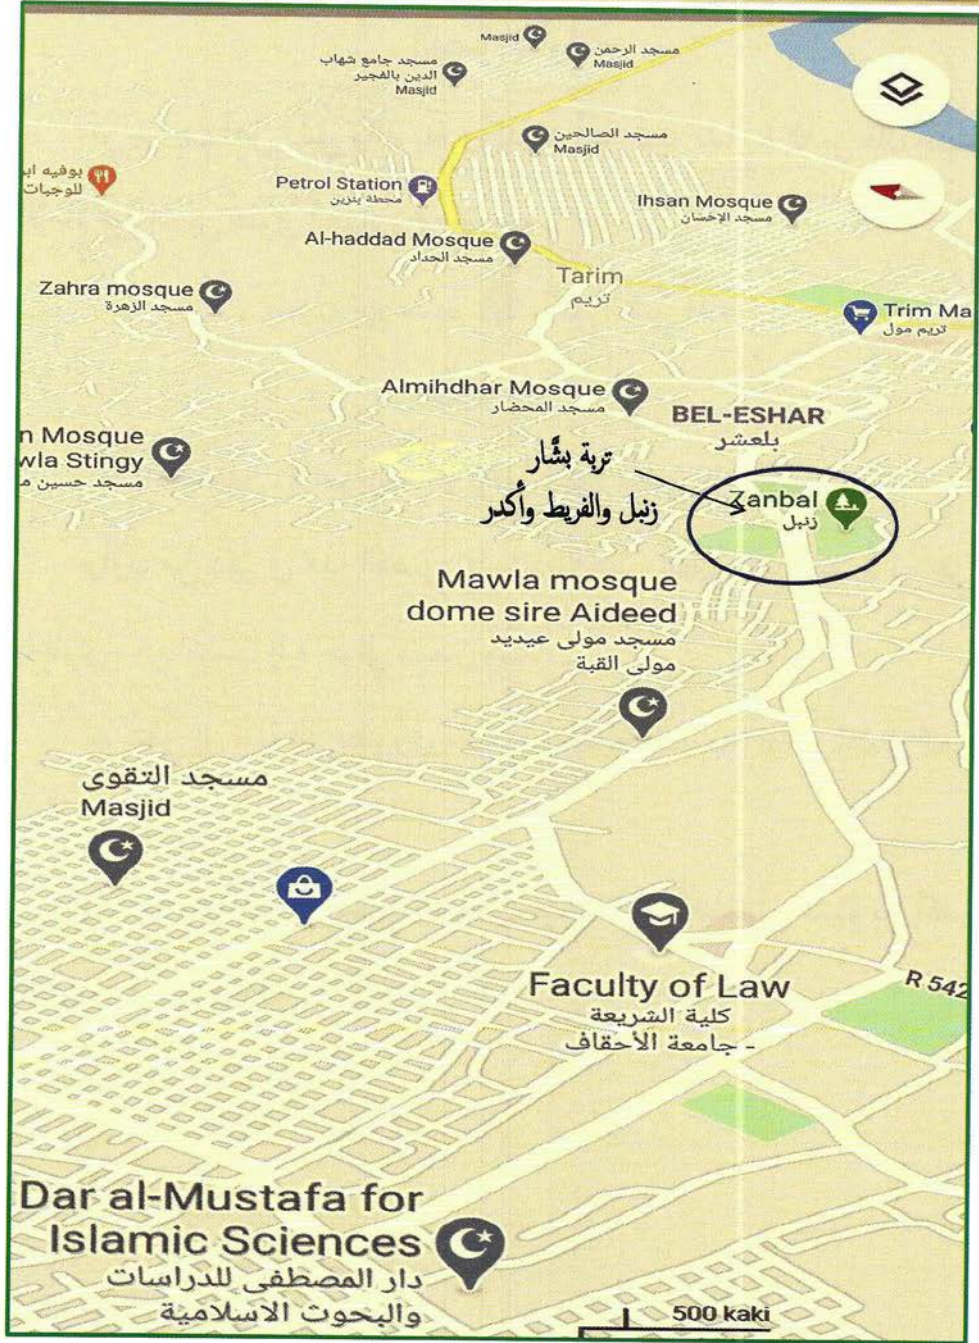 Masjid
مسجد الرحمن
Masjid
مسجد جامع شهاب
الدين بالفجير
Masjid
مسجد الصالحين
Masjid
بوفيه ابر
للوجبات
Petrol Station
محطة بنزين
Ihsan Mosque
مسجد الإحسان
Al-haddad Mosque
مسجد الحداد
Tarim
تريم
Zahra mosque
مسجد الزهرة
Trim Ma
تريم مول
Almihdhar Mosque
مسجد المحضار
BEL-ESHAR
بلعشر
n Mosque
wla Stingy
مسجد حسين م
تربة بشَّار
زنبل والفريط وأكدر
Zanbal
زنبل
Mawla mosque
dome sire Aideed
مسجد مولى عيديد
مولى القبة
مسجد التقوى
Masjid
Faculty of Law
كلية الشريعة
- جامعة الأحقاف
R 542
Dar al-Mustafa for
Islamic Sciences
دار المصطفى للدراسات
والبحوث الاسلامية
500 kaki